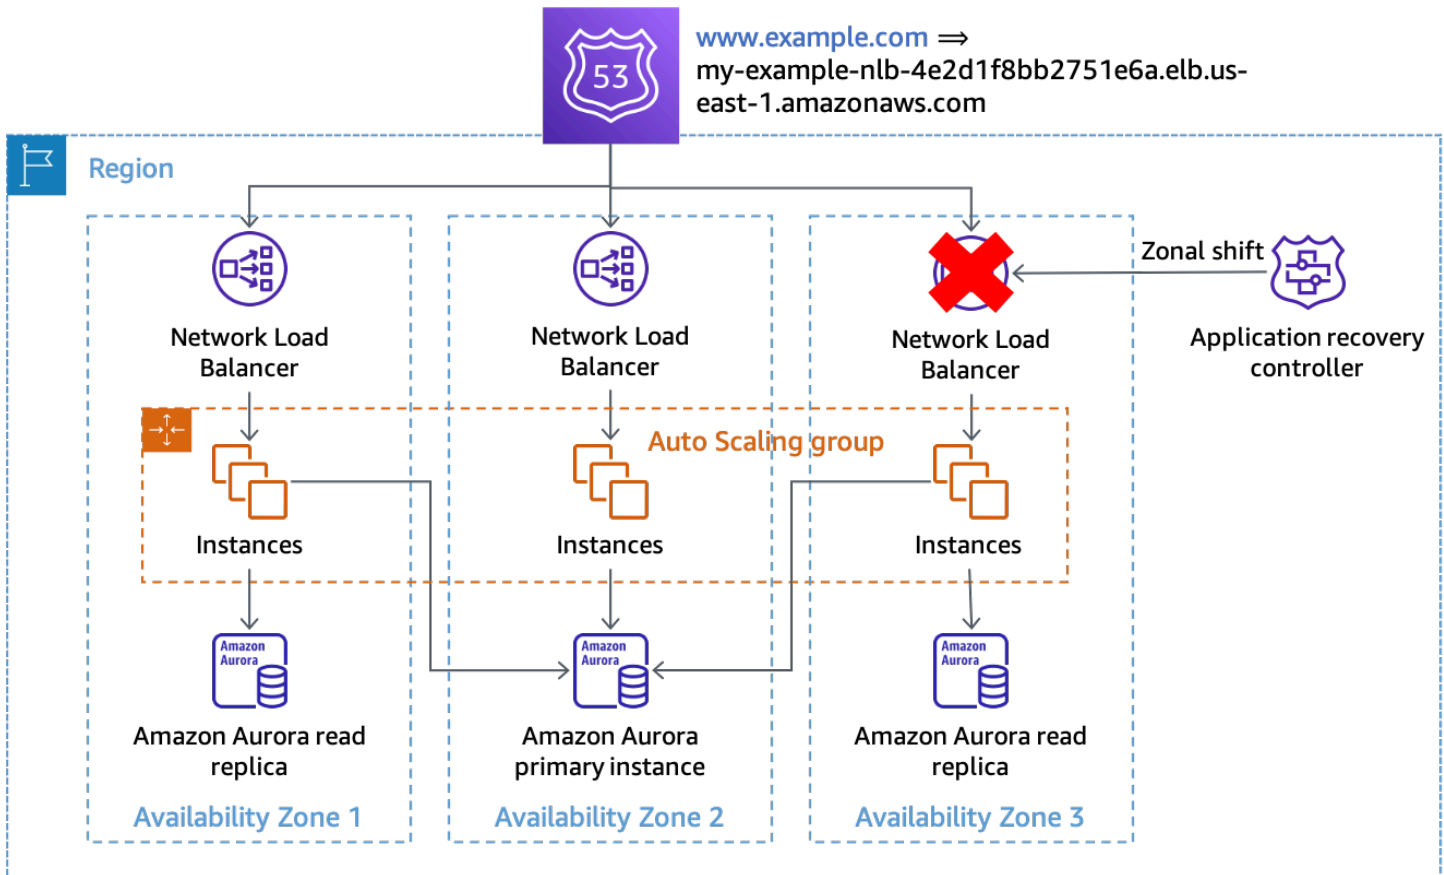 53
www.example.com ⟹
my-example-nlb-4e2d1f8bb2751e6a.elb.us-
east-1.amazonaws.com
Region
Zonal shift
Network Load
Balancer
Network Load
Balancer
Network Load
Balancer
Application recovery
controller
Auto Scaling group
Instances
Instances
Instances
Amazon
Aurora
Amazon
Aurora
Amazon
Aurora
Amazon Aurora read
replica
Amazon Aurora
primary instance
Amazon Aurora read
replica
Availability Zone 1
Availability Zone 2
Availability Zone 3